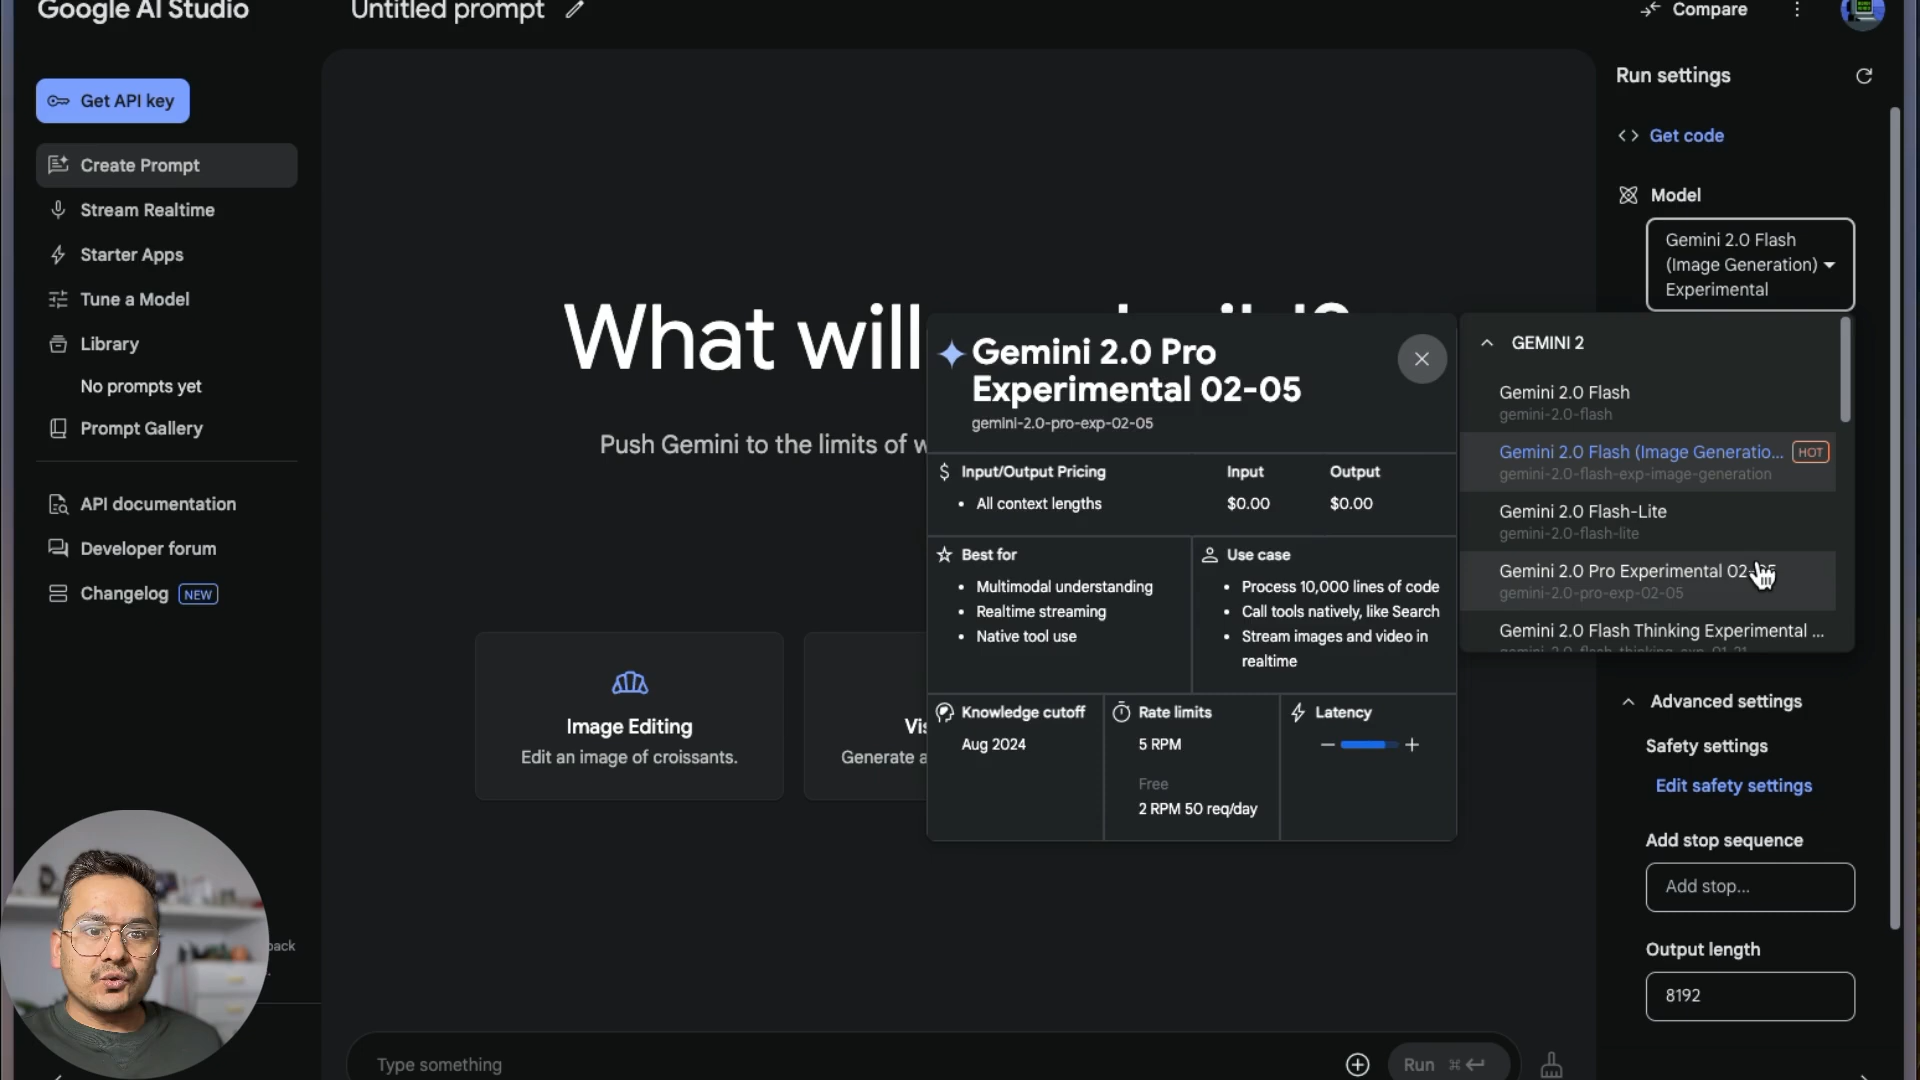 Google AI Studio
Untitled prompt
Compare
Get API key
Create Prompt
Stream Realtime
Starter Apps
Tune a Model
Library
No prompts yet
Prompt Gallery
API documentation
Developer forum
Changelog NEW
back
What will
Push Gemini to the limits of w
Image Editing
Edit an image of croissants.
Vis
Generate a
Type something
Run ⌘
Gemini 2.0 Pro
Experimental 02-05
gemini-2.0-pro-exp-02-05
Input/Output Pricing Input Output
• All context lengths $0.00 $0.00
Best for
• Multimodal understanding
• Realtime streaming
• Native tool use
Use case
• Process 10,000 lines of code
• Call tools natively, like Search
• Stream images and video in
realtime
Knowledge cutoff
Aug 2024
Rate limits
5 RPM
Free
2 RPM 50 req/day
Latency
Run settings
Get code
Model
Gemini 2.0 Flash
(Image Generation)
Experimental
GEMINI 2
Gemini 2.0 Flash
gemini-2.0-flash
Gemini 2.0 Flash (Image Generatio... HOT
gemini-2.0-flash-exp-image-generation
Gemini 2.0 Flash-Lite
gemini-2.0-flash-lite
Gemini 2.0 Pro Experimental
gemini-2.0-pro-exp-02-05
Gemini 2.0 Flash Thinking Experimental ...
gemini-2.0-flash-thinking-exp-01-21
Advanced settings
Safety settings
Edit safety settings
Add stop sequence
Add stop...
Output length
8192